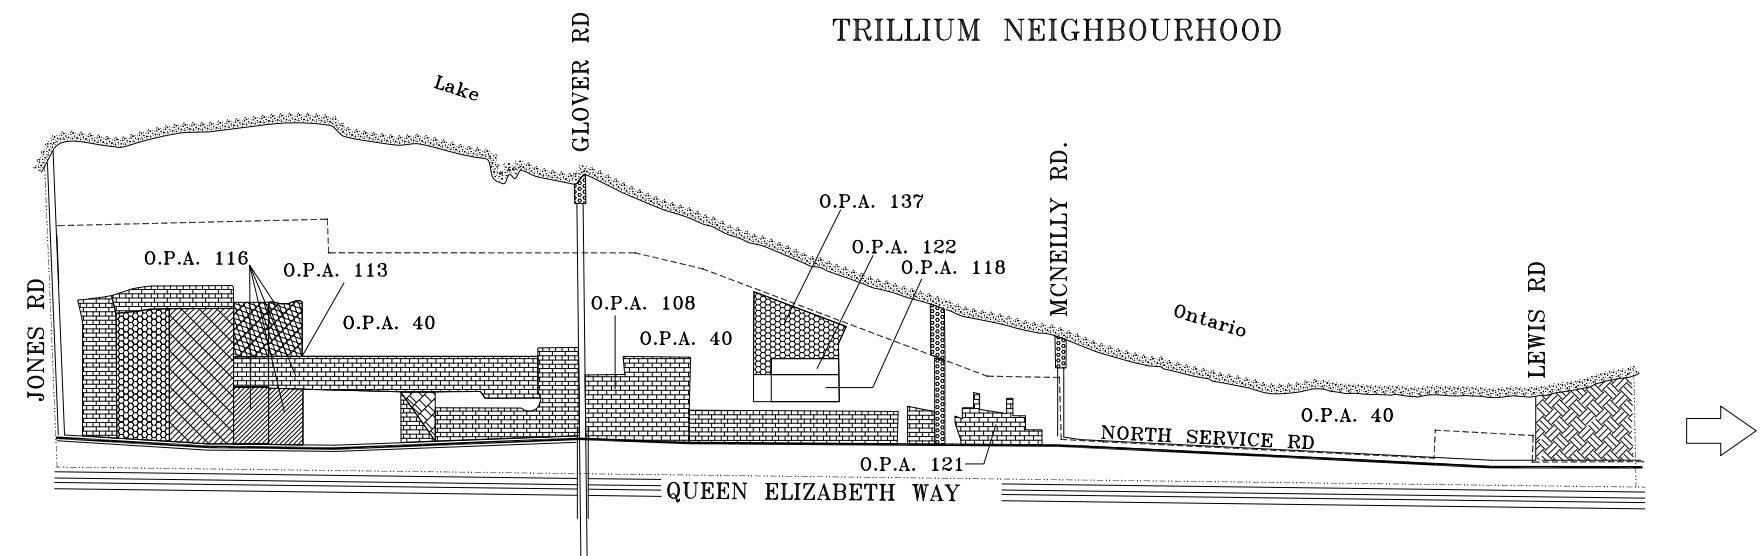 TRILLIUM NEIGHBOURHOOD
GLOVER RD
Lake
MCNEILLY RD.
O.P.A. 137
O.P.A. 122
O.P.A. 118
O.P.A. 116
O.P.A. 113
JONES RD
LEWIS RD
O.P.A. 108
Ontario
O.P.A. 40
O.P.A. 40
O.P.A. 40
NORTH SERVICE RD
O.P.A. 121
QUEEN ELIZABETH WAY